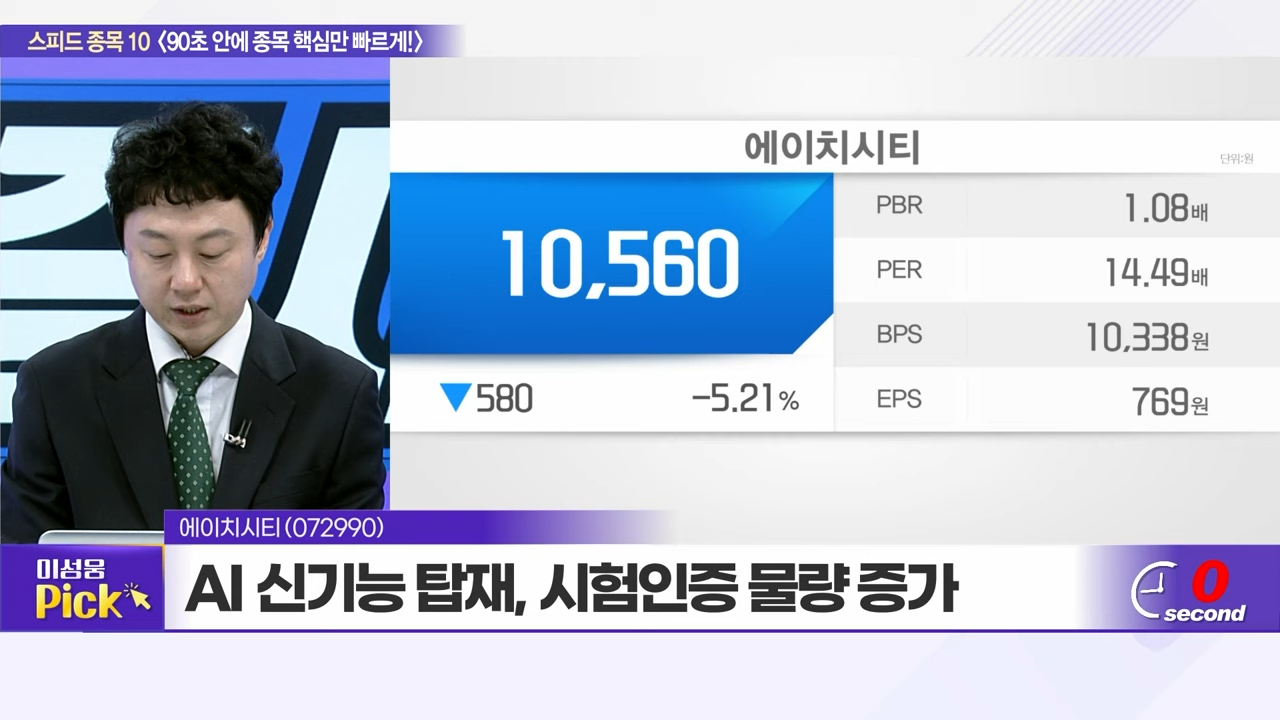 스피드 종목 10 〈90초 안에 종목 핵심만 빠르게!〉
에이치시티
단위:원
10,560
▼580 -5.21%
PBR 1.08배
PER 14.49배
BPS 10,338원
EPS 769원
에이치시티(072990)
이성웅
Pick
AI 신기능 탑재, 시험인증 물량 증가
0
second